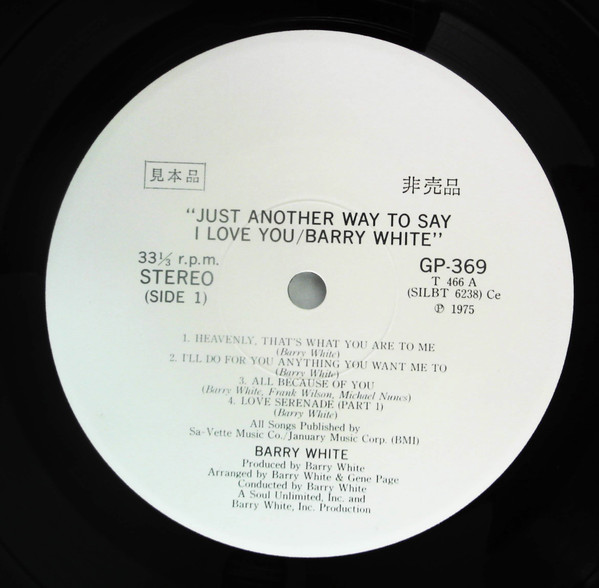 見本品
非売品
"JUST ANOTHER WAY TO SAY
I LOVE YOU/BARRY WHITE"
33⅓ r.p.m.
STEREO
(SIDE 1)
GP-369
T 466 A
(SILBT 6238) Ce
℗ 1975
1. HEAVENLY, THAT'S WHAT YOU ARE TO ME
(Barry White)
2. I'LL DO FOR YOU ANYTHING YOU WANT ME TO
(Barry White)
3. ALL BECAUSE OF YOU
(Barry White, Frank Wilson, Michael Nuncs)
4. LOVE SERENADE (PART 1)
(Barry White)
All Songs Published by
Sa-Vette Music Co./January Music Corp. (BMI)
BARRY WHITE
Produced by Barry White
Arranged by Barry White & Gene Page
Conducted by Barry White
A Soul Unlimited, Inc. and
Barry White, Inc. Production